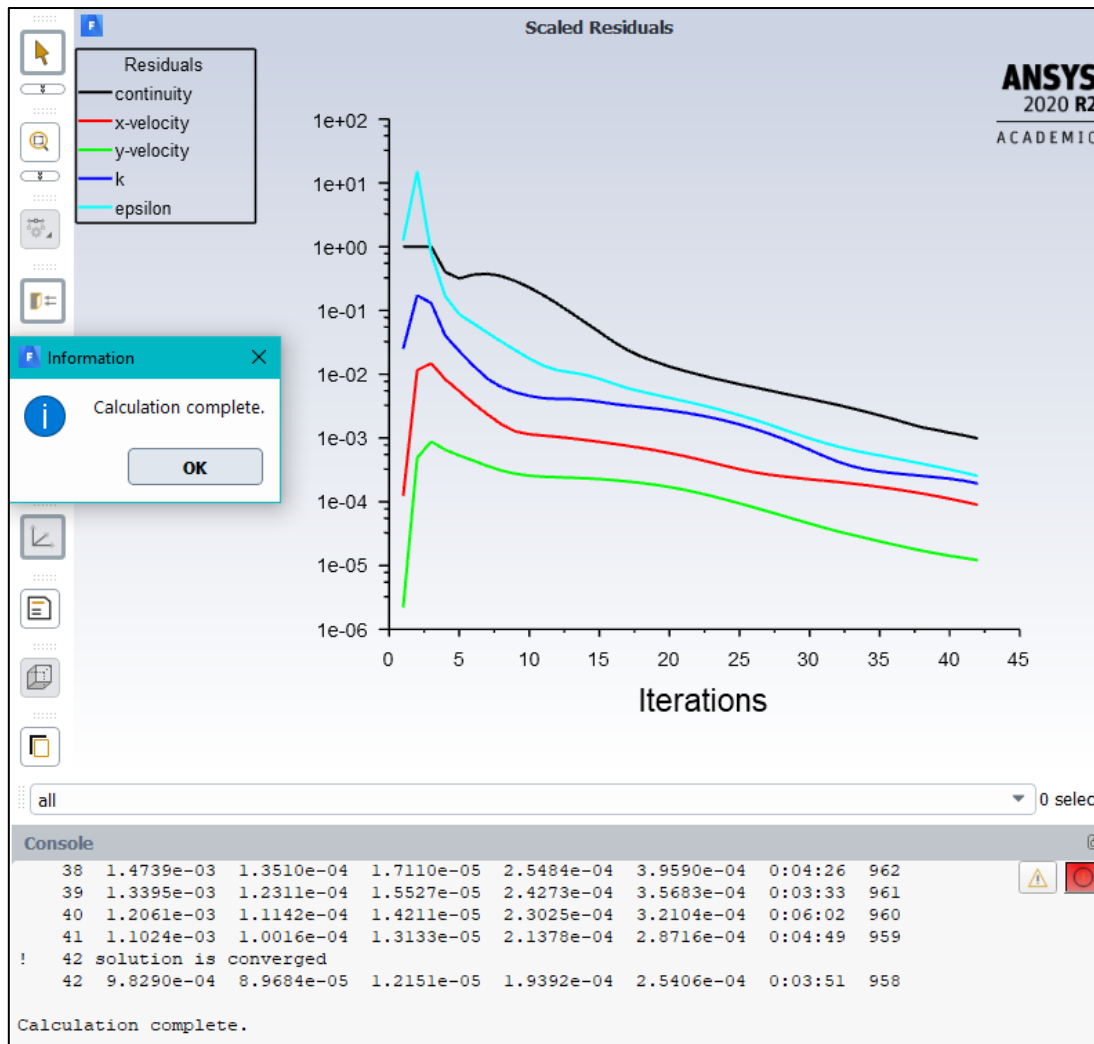 Scaled Residuals
Residuals
continuity
x-velocity
y-velocity
k
epsilon
ANSYS
2020 R2
ACADEMIC
1e+02
1e+01
1e+00
1e-01
1e-02
1e-03
1e-04
1e-05
1e-06
0 5 10 15 20 25 30 35 40 45
Iterations
F Information
Calculation complete.
OK
all
0 selec
Console
38 1.4739e-03 1.3510e-04 1.7110e-05 2.5484e-04 3.9590e-04 0:04:26 962
39 1.3395e-03 1.2311e-04 1.5527e-05 2.4273e-04 3.5683e-04 0:03:33 961
40 1.2061e-03 1.1142e-04 1.4211e-05 2.3025e-04 3.2104e-04 0:06:02 960
41 1.1024e-03 1.0016e-04 1.3133e-05 2.1378e-04 2.8716e-04 0:04:49 959
! 42 solution is converged
42 9.8290e-04 8.9684e-05 1.2151e-05 1.9392e-04 2.5406e-04 0:03:51 958
Calculation complete.